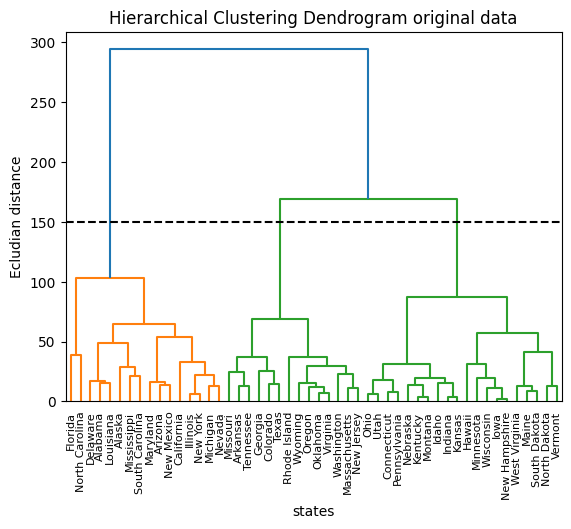 Hierarchical Clustering Dendrogram original data
Ecludian distance
300
250
200
150
100
50
0
Florida
North Carolina
Delaware
Alabama
Louisiana
Alaska
Mississippi
South Carolina
Maryland
Arizona
New Mexico
California
Illinois
New York
Michigan
Nevada
Missouri
Arkansas
Tennessee
Georgia
Colorado
Texas
Rhode Island
Wyoming
Oregon
Oklahoma
Virginia
Washington
Massachusetts
New Jersey
Ohio
Utah
Connecticut
Pennsylvania
Nebraska
Kentucky
Montana
Idaho
Indiana
Kansas
Hawaii
Minnesota
Wisconsin
Iowa
New Hampshire
West Virginia
Maine
South Dakota
North Dakota
Vermont
states